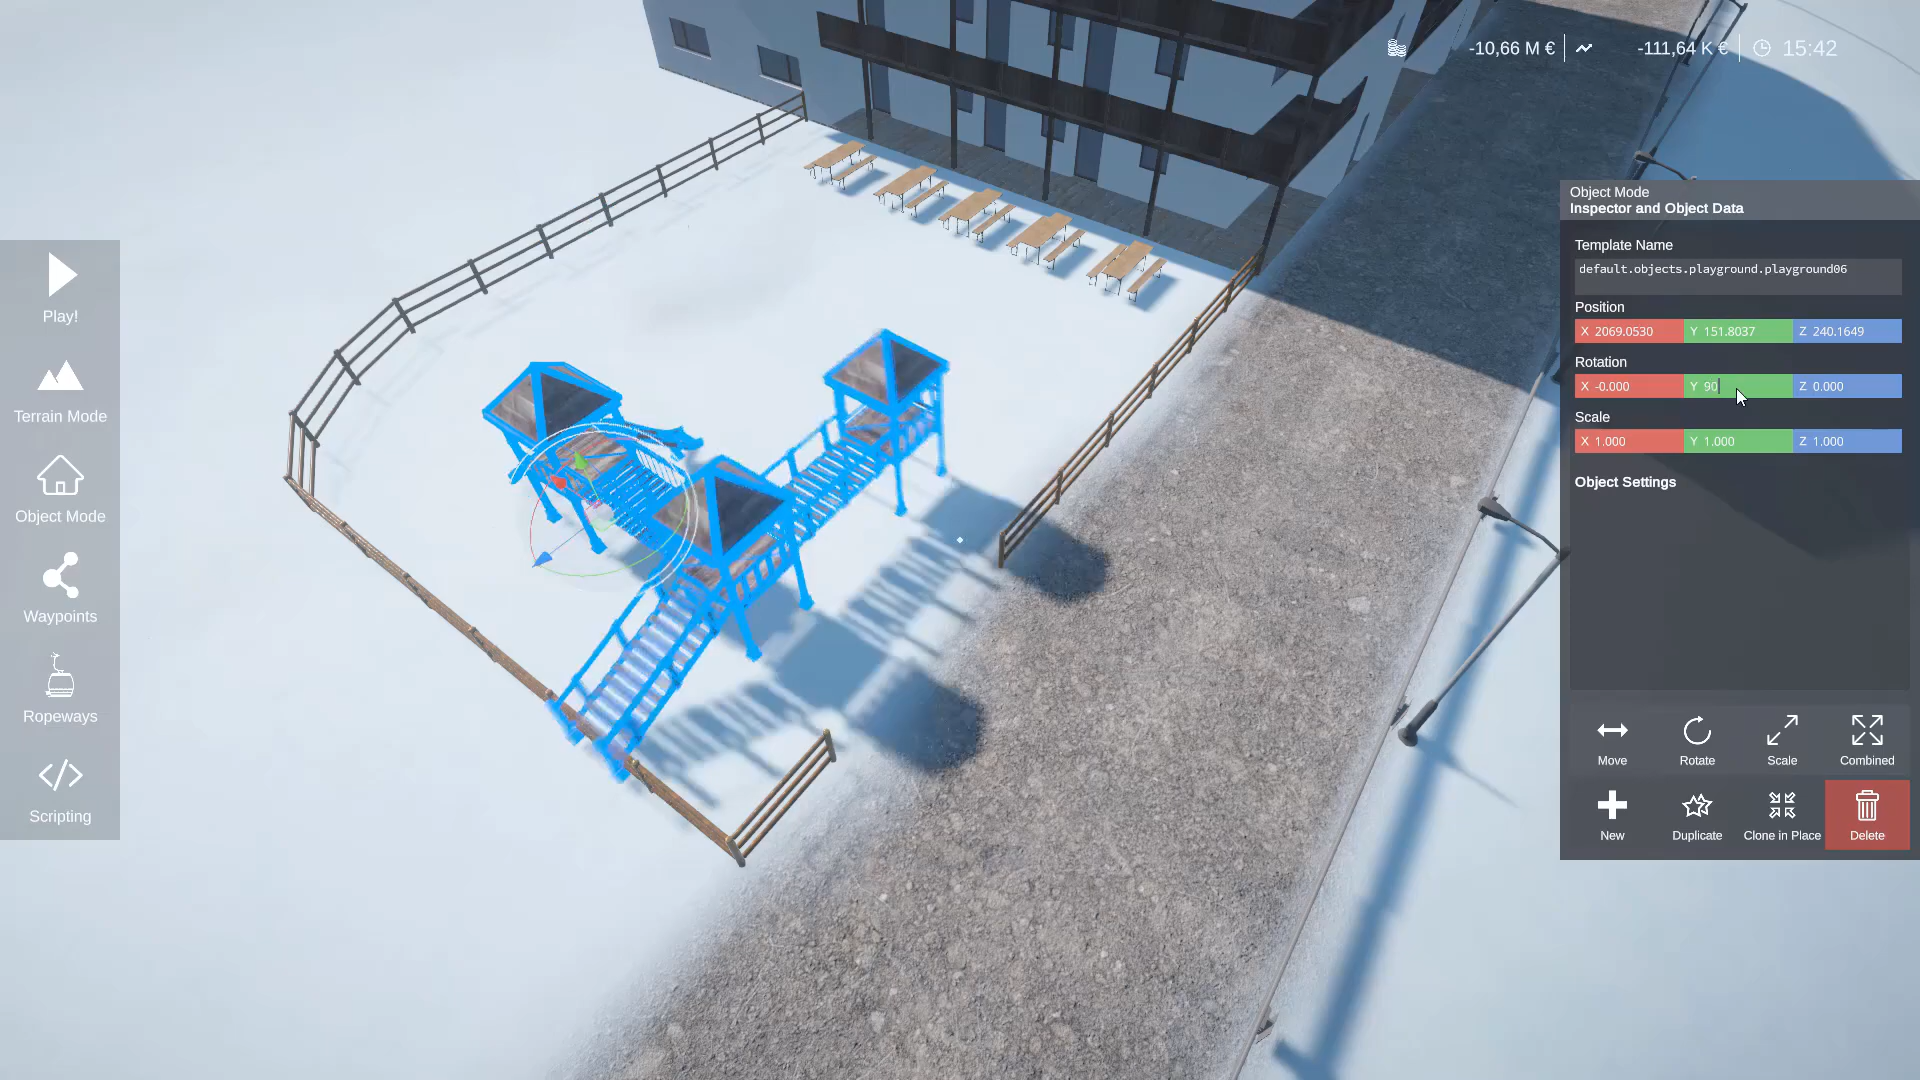 -10,66 M €
-111,64 K €
15:42
Play!
Terrain Mode
Object Mode
Waypoints
Ropeways
Scripting
Object Mode
Inspector and Object Data
Template Name
default.objects.playground.playground06
Position
X 2069.0530 Y 151.8037 Z 240.1649
Rotation
X -0.000 Y 90 Z 0.000
Scale
X 1.000 Y 1.000 Z 1.000
Object Settings
Move Rotate Scale Combined
New Duplicate Clone in Place Delete